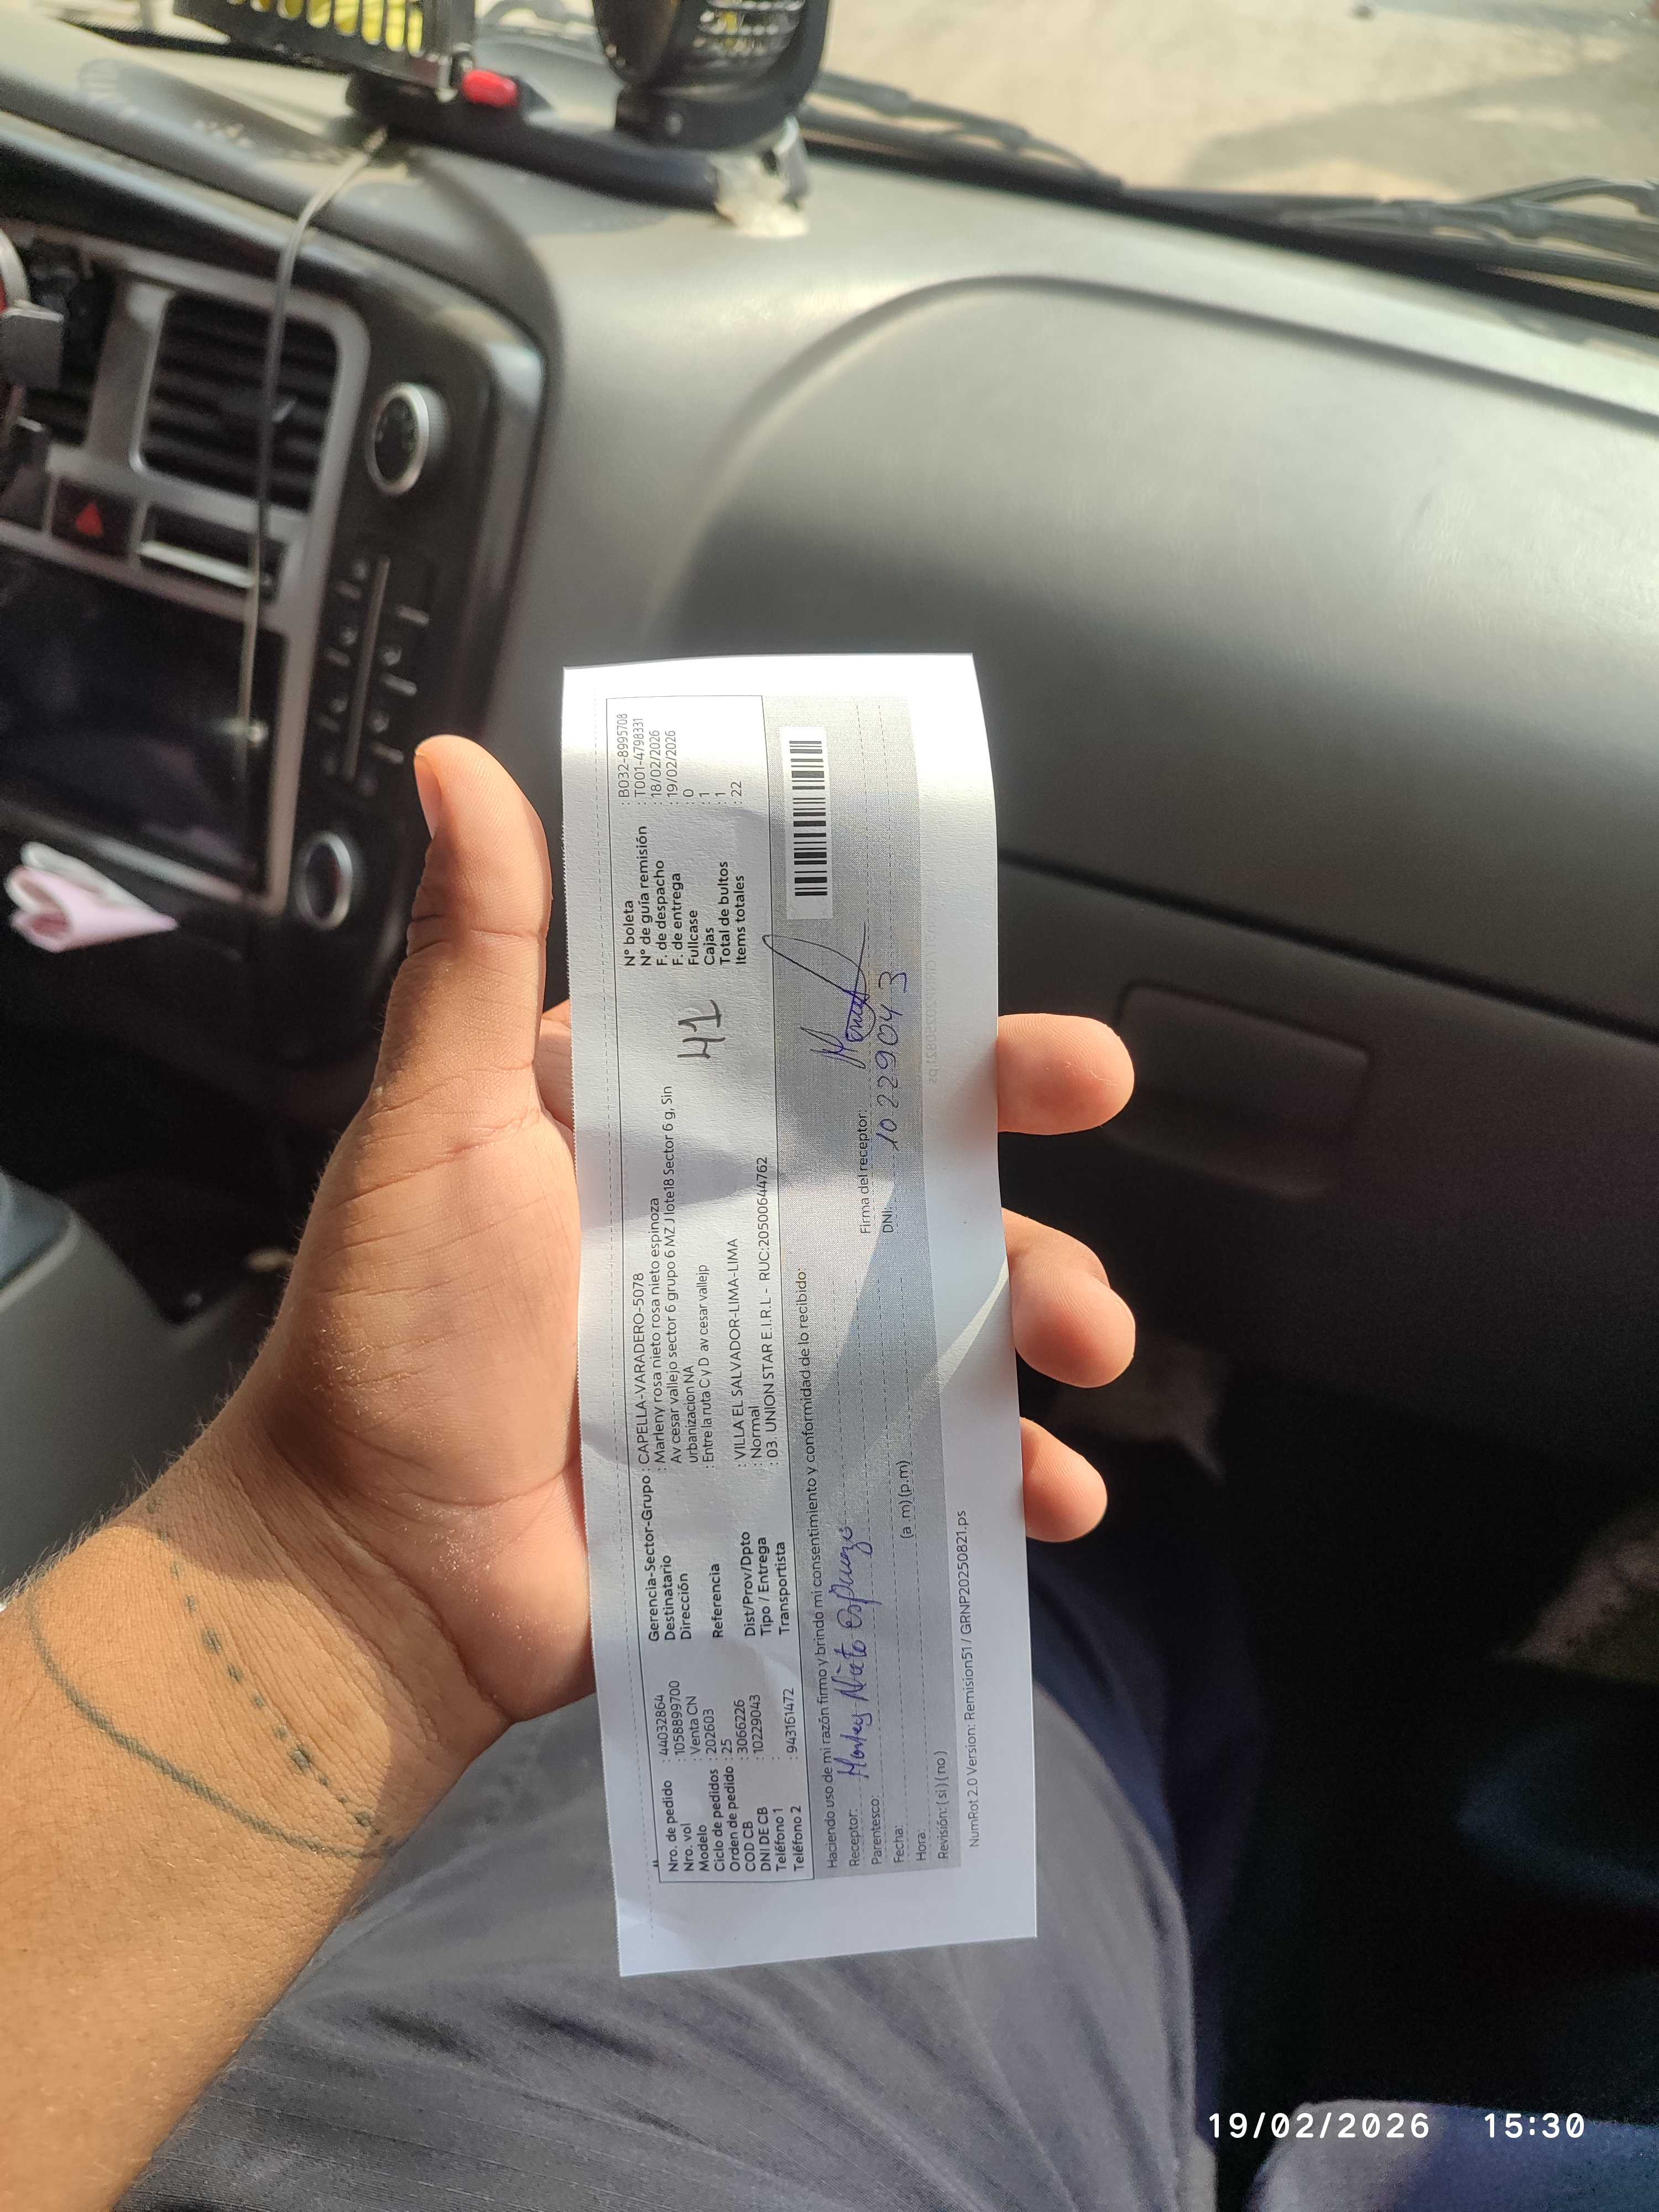 Nro. de pedido : 44032864
Nro. vol : 1058899700
Modelo : Venta CN
Ciclo de pedidos : 202603
Orden de pedido : 25
COD CB : 3066226
DNI DE CB : 10229043
Teléfono 1 :
Teléfono 2 : 943161472
Gerencia-Sector-Grupo : CAPELLA-VARADERO-5078
Destinatario : Marleny rosa nieto rosa nieto espinoza
Dirección Av cesar vallejo sector 6 grupo 6 MZ J lote18 Sector 6 g, Sin
urbanizacion NA
Referencia : Entre la ruta C y D av cesar vallejp
Dist/Prov/Dpto : VILLA EL SALVADOR-LIMA-LIMA
Tipo / Entrega : Normal
Transportista : 03. UNION STAR E.I.R.L - RUC:20500644762
41
N° boleta : B032-8995708
N° de guía remisión : T001-4798331
F. de despacho : 18/02/2026
F. de entrega : 19/02/2026
Fullcase : 0
Cajas : 1
Total de bultos : 1
Items totales : 22
Haciendo uso de mi razón firmo y brindo mi consentimiento y conformidad de lo recibido:
Receptor: Nieto Espinoza
Parentesco:
Fecha:
Hora: (a.m) (p.m)
Revisión: ( si ) ( no )
Firma del receptor:
DNI: 10229043
NumRot 2.0 Version: Remision51 / GRNP20250821.ps
19/02/2026 15:30